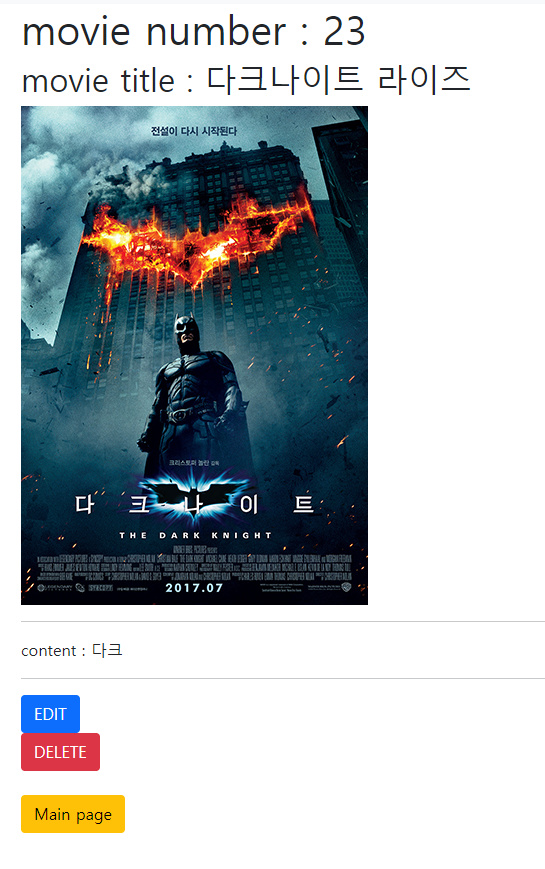 movie number : 23
movie title : 다크나이트 라이즈
전설이 다시 시작된다
크리스토퍼 놀란 감독
다 크 나 이 트
THE DARK KNIGHT
2017.07
content : 다크
EDIT
DELETE
Main page